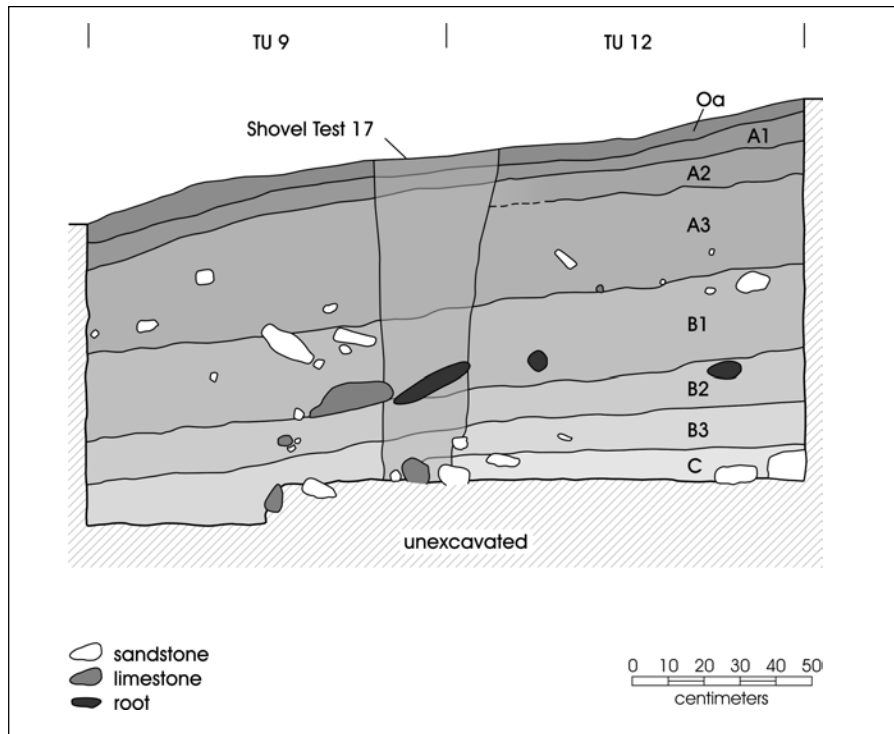 TU 9 TU 12
Oa
Shovel Test 17
A1
A2
A3
B1
B2
B3
C
unexcavated
sandstone
limestone
root
0 10 20 30 40 50
centimeters